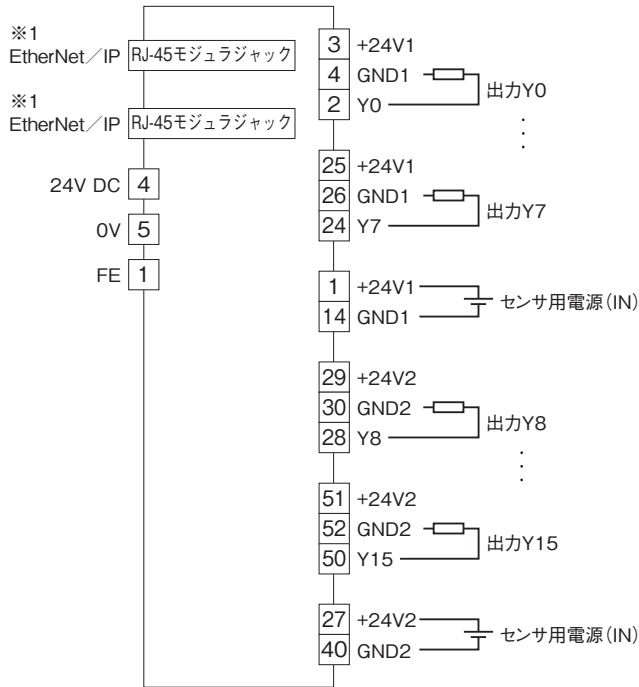 ※1
EtherNet／IP RJ-45モジュラジャック
※1
EtherNet／IP RJ-45モジュラジャック
24V DC 4
0V 5
FE 1
3 +24V1
4 GND1
2 Y0
出力Y0
25 +24V1
26 GND1
24 Y7
出力Y7
1 +24V1
14 GND1
センサ用電源（IN）
29 +24V2
30 GND2
28 Y8
出力Y8
51 +24V2
52 GND2
50 Y15
出力Y15
27 +24V2
40 GND2
センサ用電源（IN）